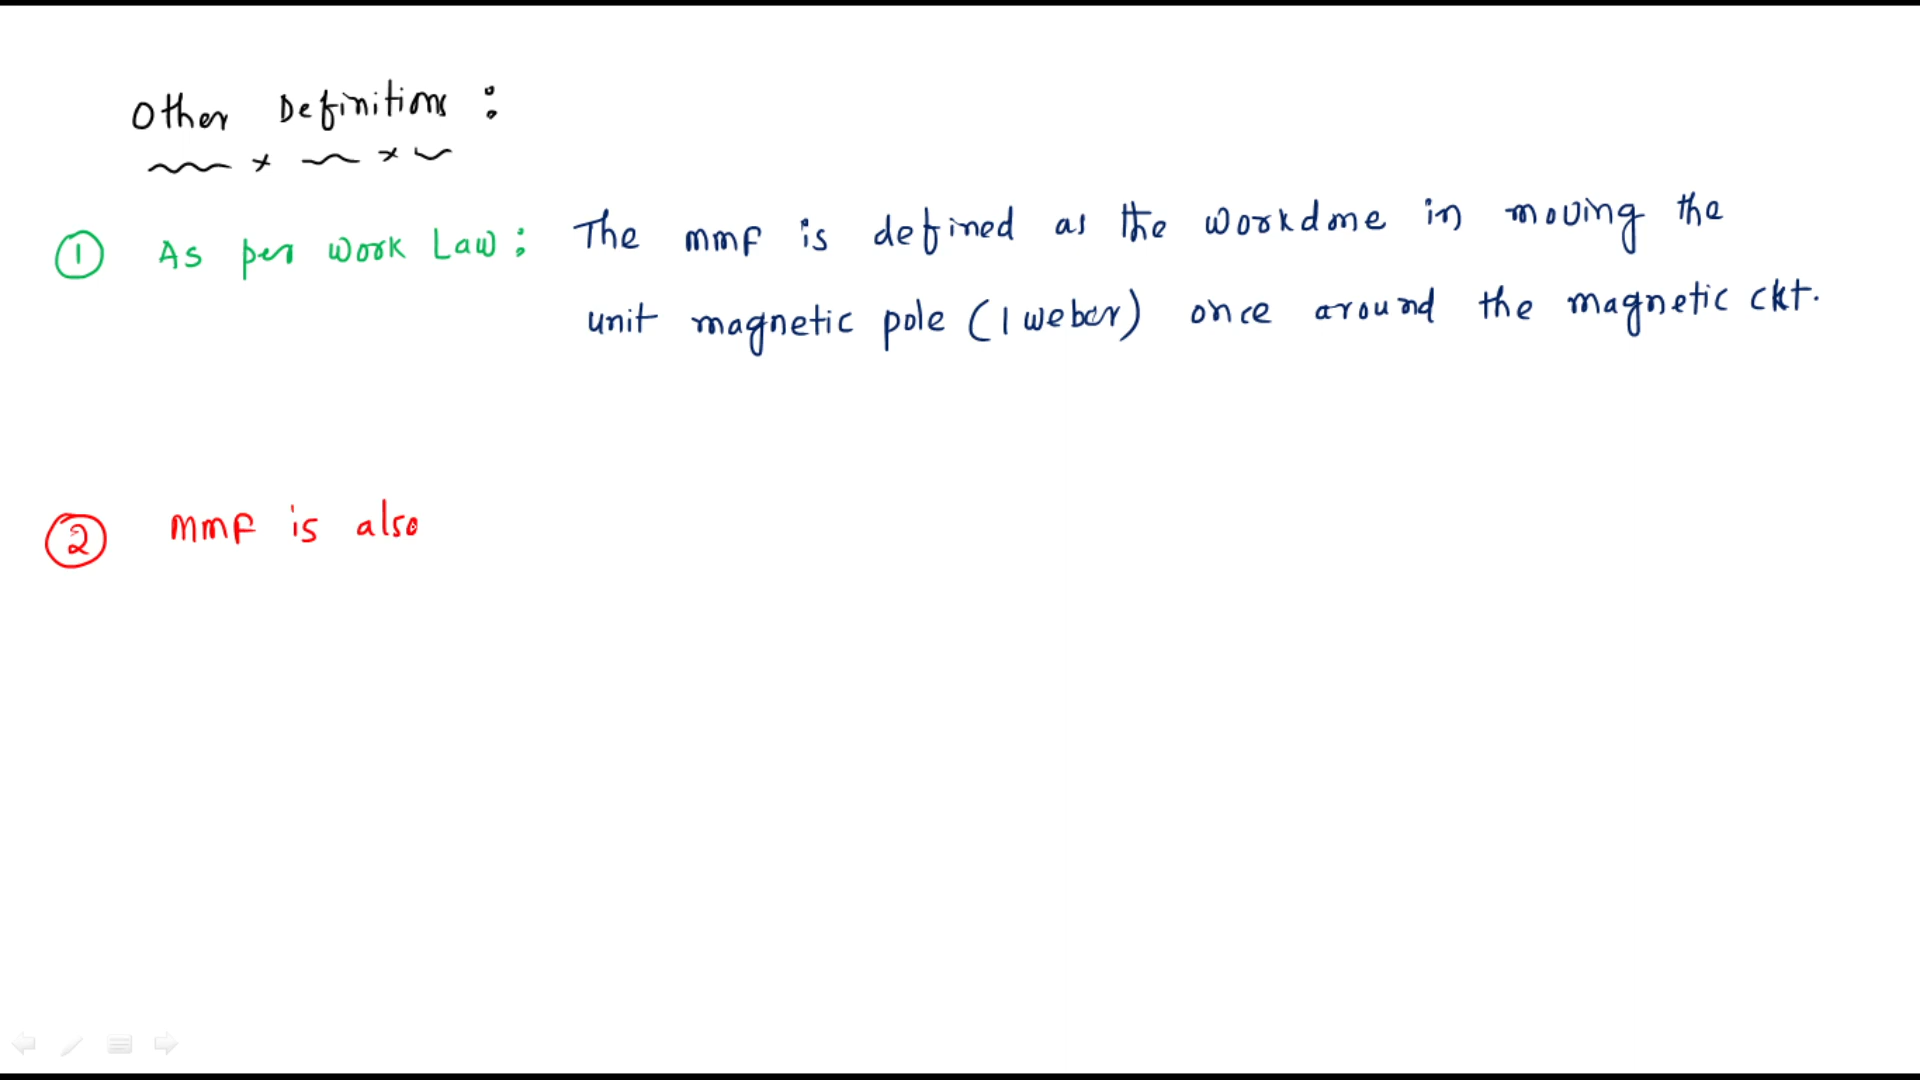 Other Definitions :
① As per work Law : The mmf is defined as the workdone in moving the
unit magnetic pole (1 weber) once around the magnetic ckt.
② mmF is also